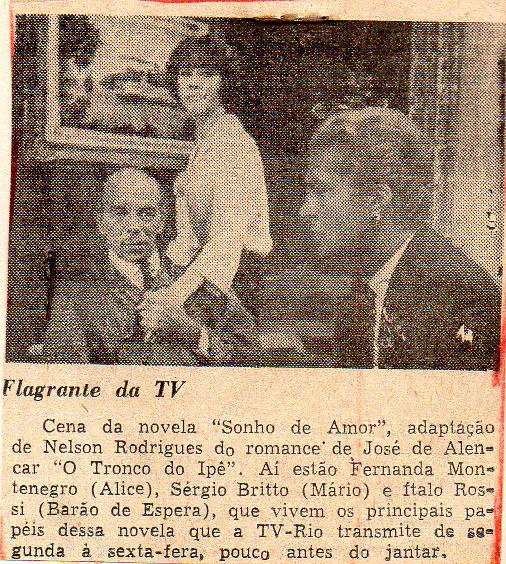 Flagrante da TV
Cena da novela "Sonho de Amor", adaptação
de Nelson Rodrigues do romance de José de Alen-
car "O Tronco do Ipê". Aí estão Fernanda Mon-
tenegro (Alice), Sérgio Britto (Mário) e Ítalo Ros-
si (Barão de Espera), que vivem os principais pa-
péis dessa novela que a TV-Rio transmite de se-
gunda à sexta-feira, pouco antes do jantar.